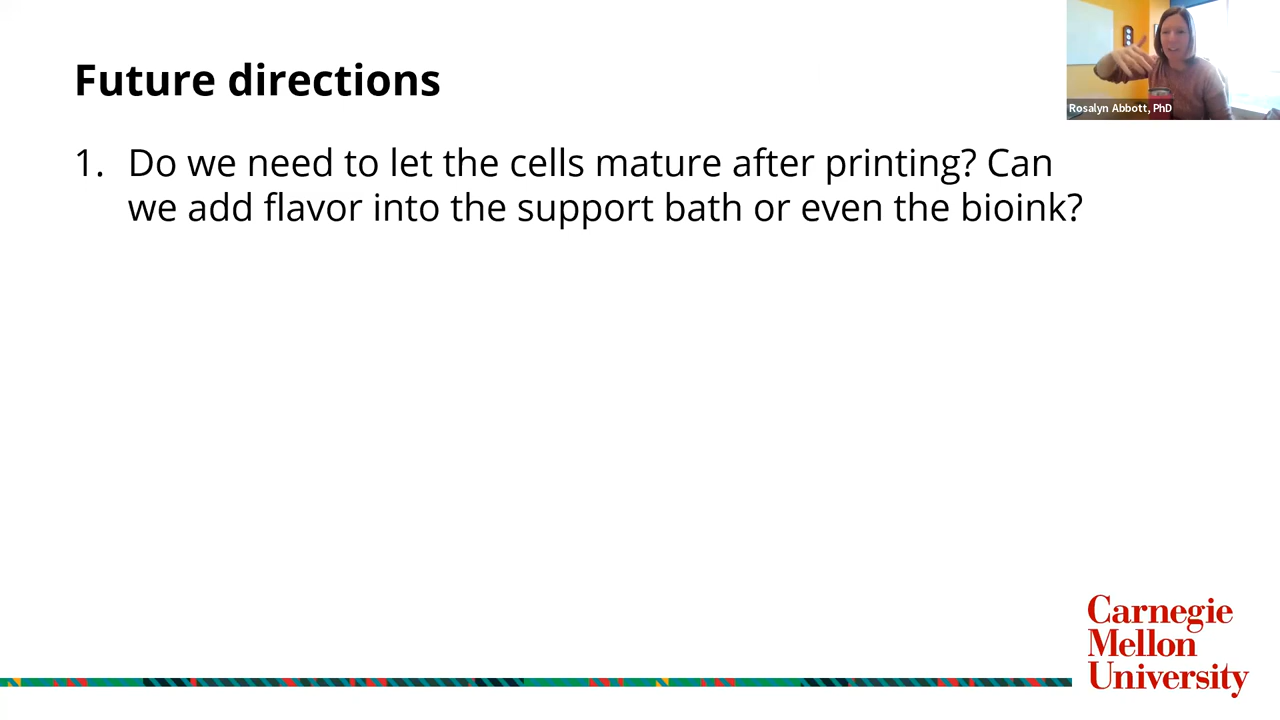 Future directions
Rosalyn Abbott, PhD
1. Do we need to let the cells mature after printing? Can
we add flavor into the support bath or even the bioink?
Carnegie
Mellon
University